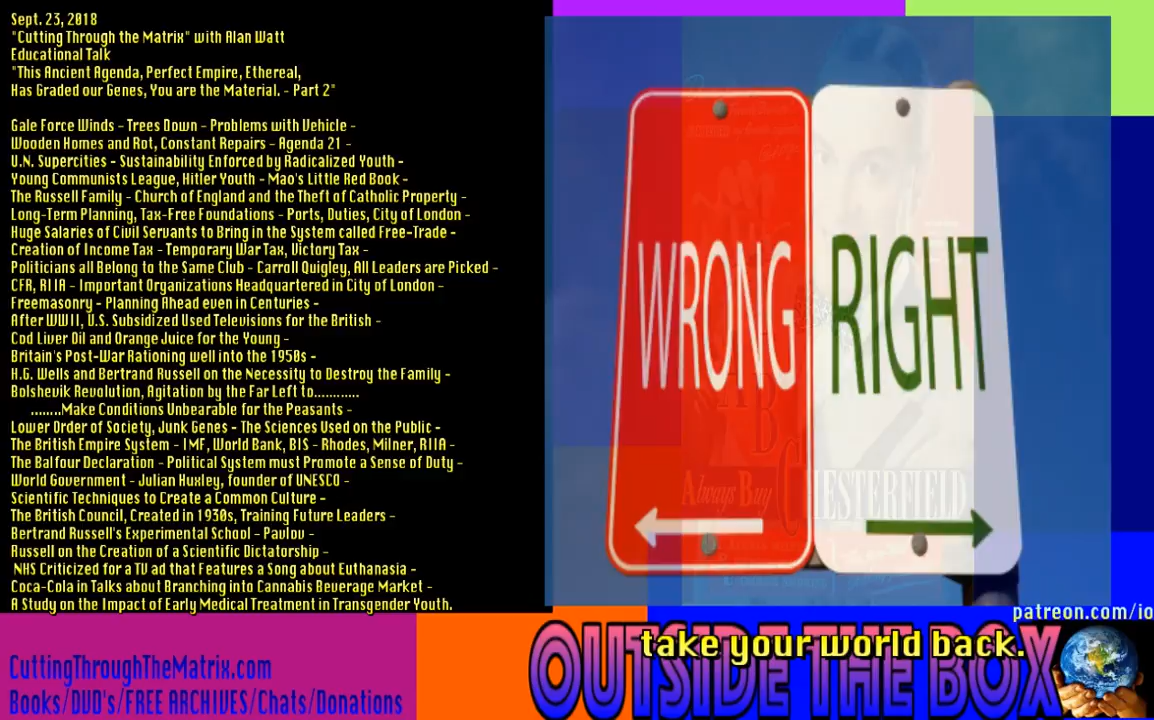 Sept. 23, 2018
"Cutting Through the Matrix" with Alan Watt
Educational Talk
"This Ancient Agenda, Perfect Empire, Ethereal,
Has Graded our Genes, You are the Material. - Part 2"
Gale Force Winds - Trees Down - Problems with Vehicle -
Wooden Homes and Rot, Constant Repairs - Agenda 21 -
U.N. Supercities - Sustainability Enforced by Radicalized Youth -
Young Communists League, Hitler Youth - Mao's Little Red Book -
The Russell Family - Church of England and the Theft of Catholic Property -
Long-Term Planning, Tax-Free Foundations - Ports, Duties, City of London -
Huge Salaries of Civil Servants to Bring in the System called Free-Trade -
Creation of Income Tax - Temporary War Tax, Victory Tax -
Politicians all Belong to the Same Club - Carroll Quigley, All Leaders are Picked -
CFR, RIIA - Important Organizations Headquartered in City of London -
Freemasonry - Planning Ahead even in Centuries -
After WWII, U.S. Subsidized Used Televisions for the British -
Cod Liver Oil and Orange Juice for the Young -
Britain's Post-War Rationing well into the 1950s -
H.G. Wells and Bertrand Russell on the Necessity to Destroy the Family -
Bolshevik Revolution, Agitation by the Far Left to............
........Make Conditions Unbearable for the Peasants -
Lower Order of Society, Junk Genes - The Sciences Used on the Public -
The British Empire System - IMF, World Bank, BIS - Rhodes, Milner, RIIA -
The Balfour Declaration - Political System must Promote a Sense of Duty -
World Government - Julian Huxley, founder of UNESCO -
Scientific Techniques to Create a Common Culture -
The British Council, Created in 1930s, Training Future Leaders -
Bertrand Russell's Experimental School - Pavlov -
Russell on the Creation of a Scientific Dictatorship -
NHS Criticized for a TV ad that Features a Song about Euthanasia -
Coca-Cola in Talks about Branching into Cannabis Beverage Market -
A Study on the Impact of Early Medical Treatment in Transgender Youth.
WRONG
RIGHT
ABC
Always Buy CHESTERFIELD
patreon.com/io
OUTSIDE THE BOX
take your world back.
CuttingThroughTheMatrix.com
Books/DVD's/FREE ARCHIVES/Chats/Donations